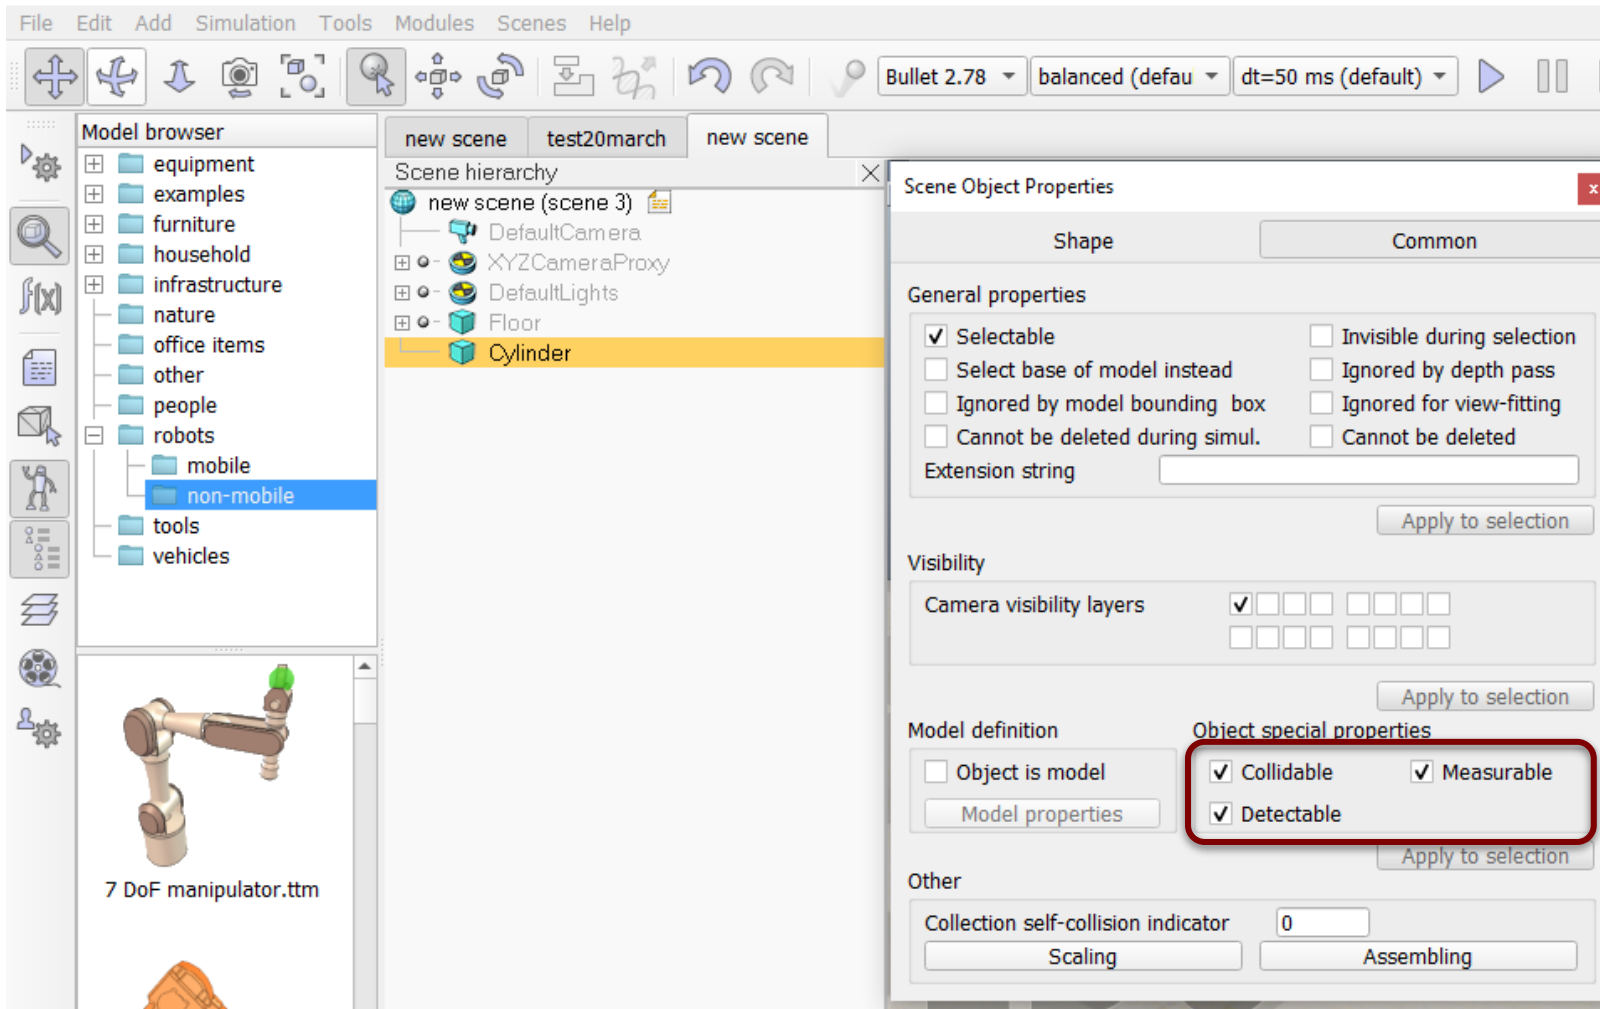 File Edit Add Simulation Tools Modules Scenes Help
Bullet 2.78 balanced (defau dt=50 ms (default)
Model browser
equipment
examples
furniture
household
infrastructure
nature
office items
other
people
robots
mobile
non-mobile
tools
vehicles
7 DoF manipulator.ttm
new scene test20march new scene
Scene hierarchy
new scene (scene 3)
DefaultCamera
XYZCameraProxy
DefaultLights
Floor
Cylinder
Scene Object Properties
x
Shape Common
General properties
Selectable Invisible during selection
Select base of model instead Ignored by depth pass
Ignored by model bounding box Ignored for view-fitting
Cannot be deleted during simul. Cannot be deleted
Extension string
Apply to selection
Visibility
Camera visibility layers
Apply to selection
Model definition Object special properties
Object is model Collidable Measurable
Model properties Detectable
Apply to selection
Other
Collection self-collision indicator 0
Scaling Assembling
f(x)